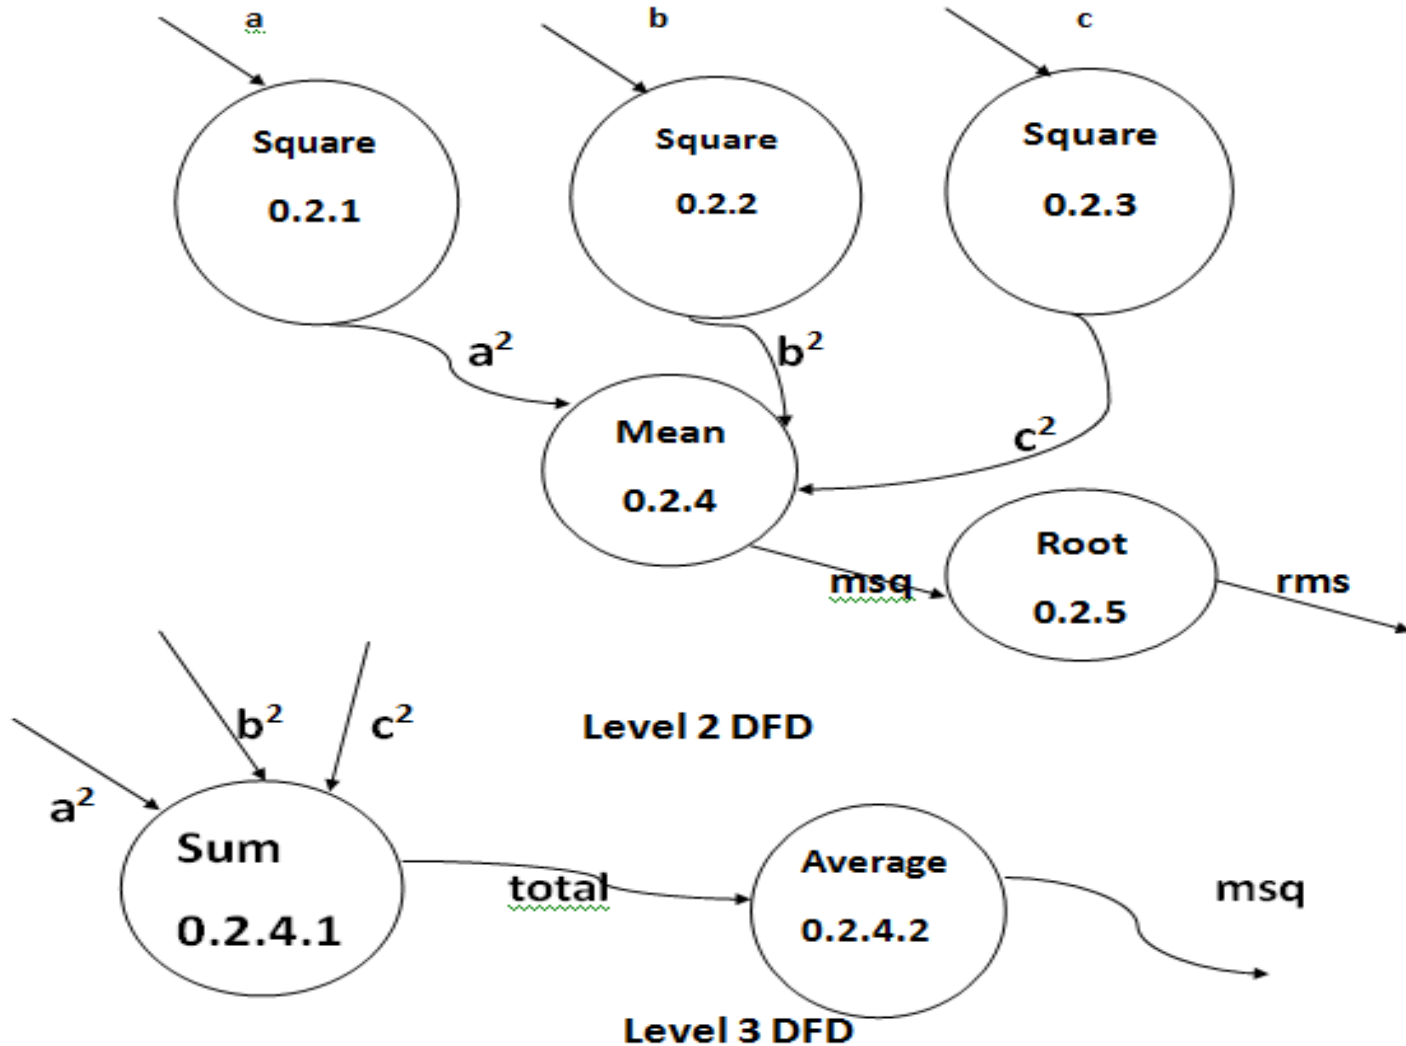 a
b
c
Square
0.2.1
Square
0.2.2
Square
0.2.3
a²
b²
c²
Mean
0.2.4
msq
Root
0.2.5
rms
Level 2 DFD
a²
b²
c²
Sum
0.2.4.1
total
Average
0.2.4.2
msq
Level 3 DFD